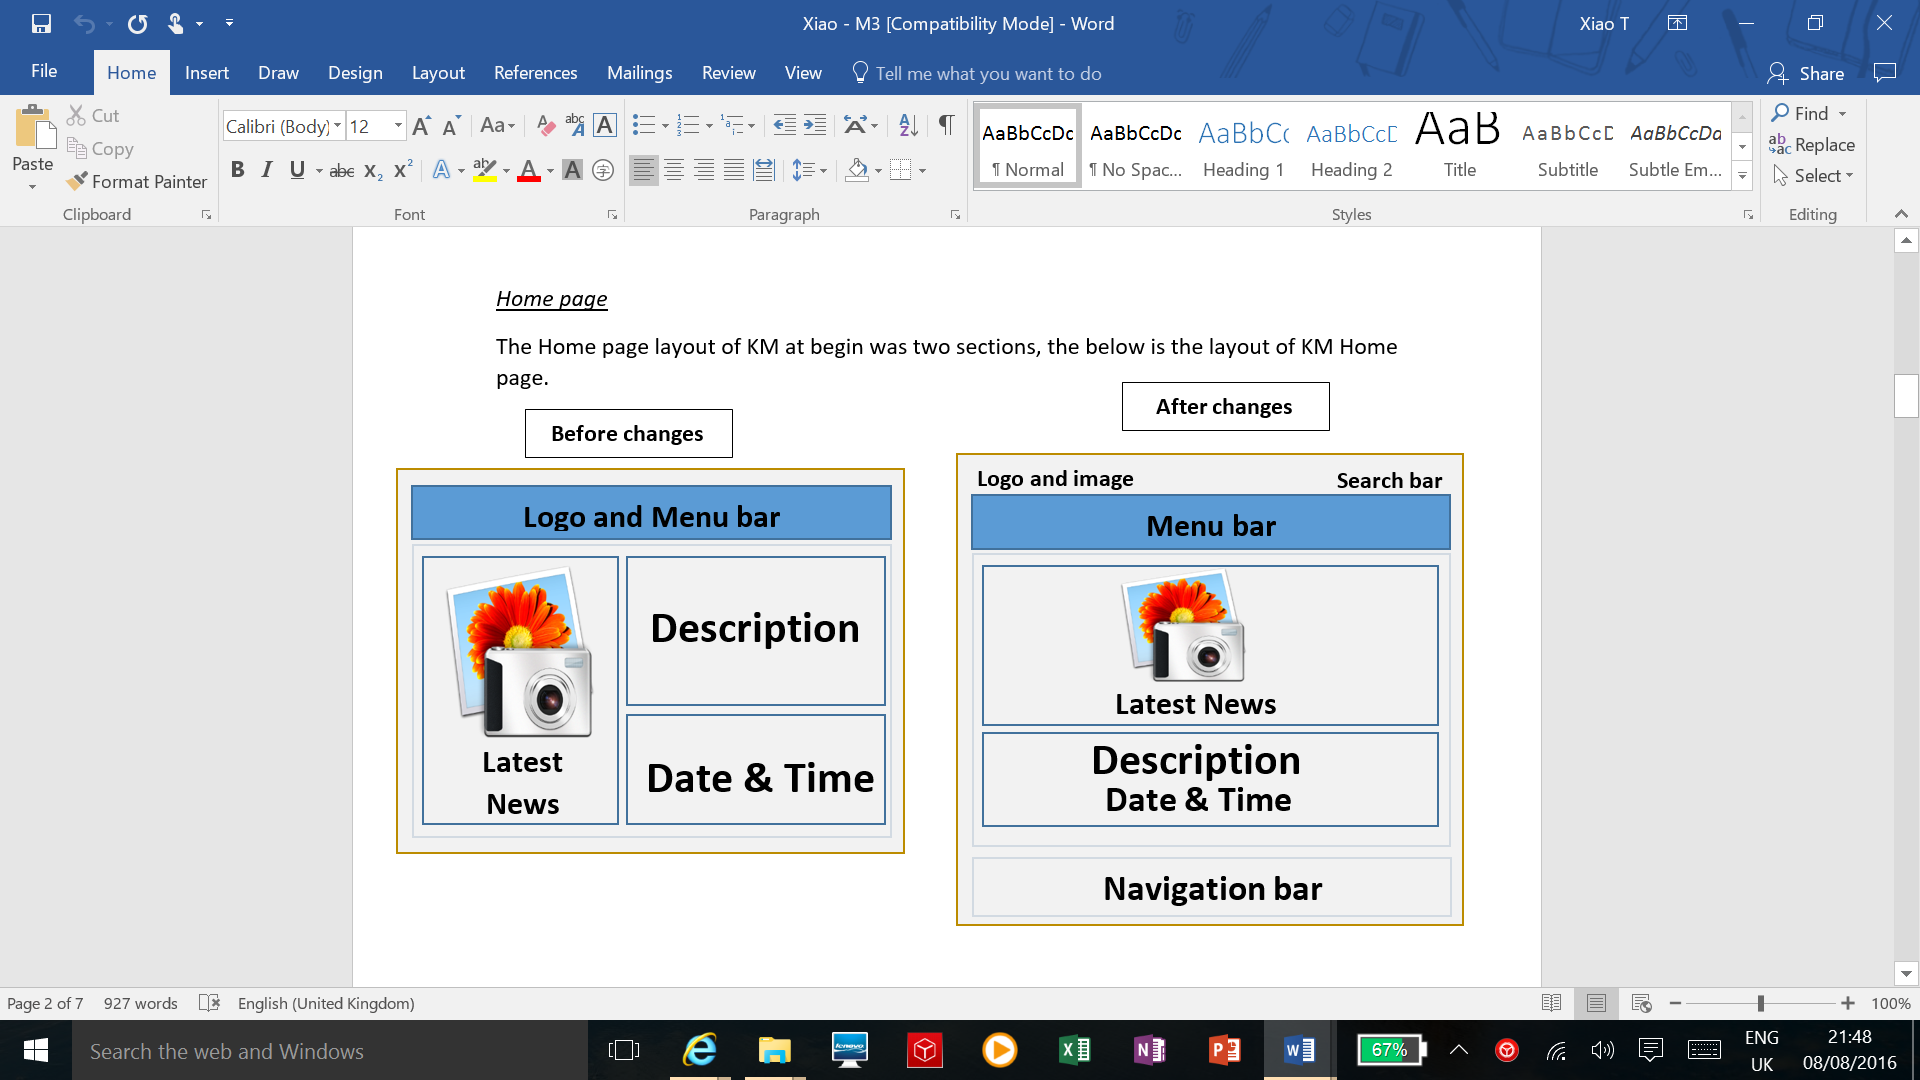 Xiao - M3 [Compatibility Mode] - Word
Xiao T
File
Home
Insert
Draw
Design
Layout
References
Mailings
Review
View
Tell me what you want to do
Share
Paste
Cut
Copy
Format Painter
Clipboard
Calibri (Body)
12
Font
Paragraph
AaBbCcDc
¶ Normal
AaBbCcDc
¶ No Spac...
AaBbCc
Heading 1
AaBbCcD
Heading 2
AaB
Title
AaBbCcD
Subtitle
AaBbCcDa
Subtle Em...
Styles
Find
Replace
Select
Editing
Home page
The Home page layout of KM at begin was two sections, the below is the layout of KM Home
page.
Before changes
Logo and Menu bar
Latest
News
Description
Date & Time
After changes
Logo and image
Search bar
Menu bar
Latest News
Description
Date & Time
Navigation bar
Page 2 of 7
927 words
English (United Kingdom)
100%
Search the web and Windows
67%
ENG
UK
21:48
08/08/2016